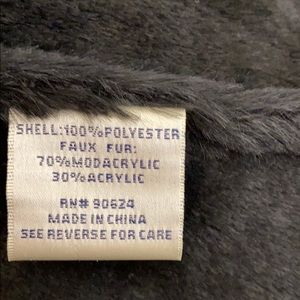 SHELL:100%POLYESTER
FAUX FUR:
70%MODACRYLIC
30%ACRYLIC
RN# 90624
MADE IN CHINA
SEE REVERSE FOR CARE